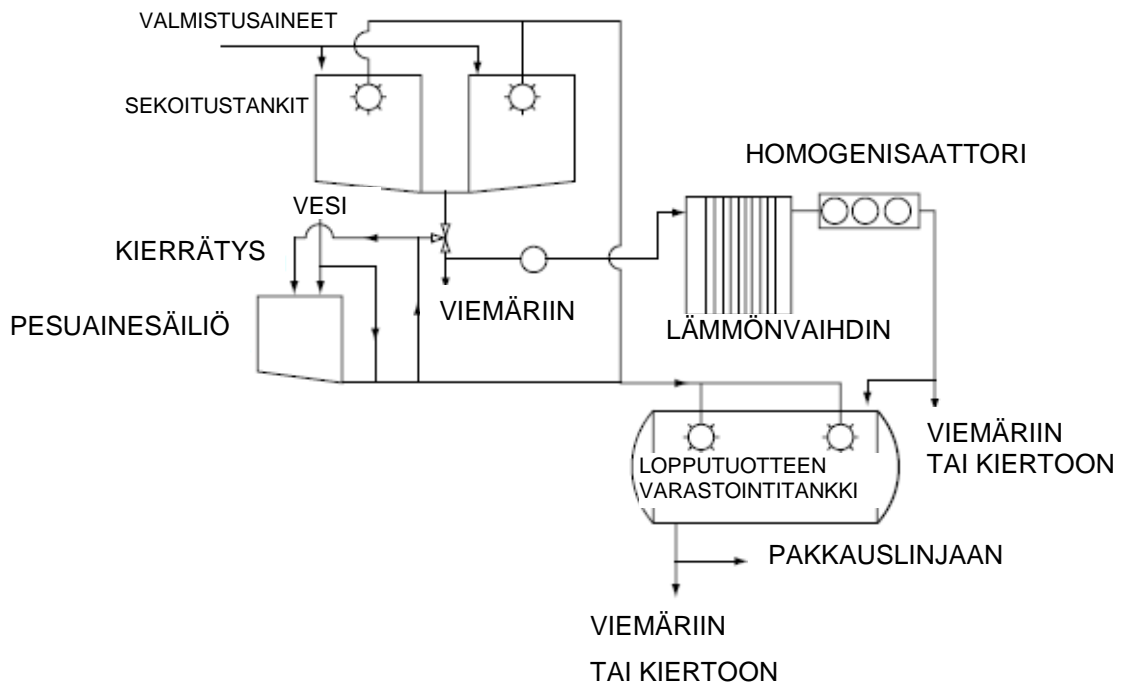 VALMISTUSAINEET
SEKOITUSTANKIT
HOMOGENISAATTORI
VESI
KIERRÄTYS
VIEMÄRIIN
PESUAINESÄILIÖ
LÄMMÖNVAIHDIN
VIEMÄRIIN
TAI KIERTOON
LOPPUTUOTTEEN
VARASTOINTITANKKI
PAKKAUSLINJAAN
VIEMÄRIIN
TAI KIERTOON